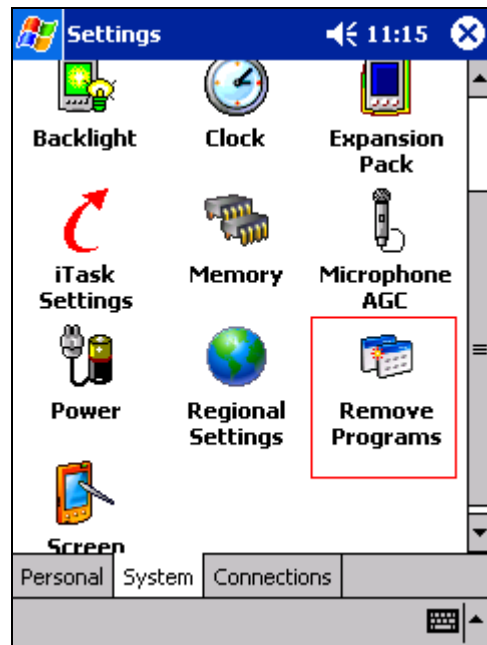 Settings 11:15
Backlight Clock Expansion
Pack
iTask Memory Microphone
Settings AGC
Power Regional Remove
Settings Programs
Screen
Personal System Connections